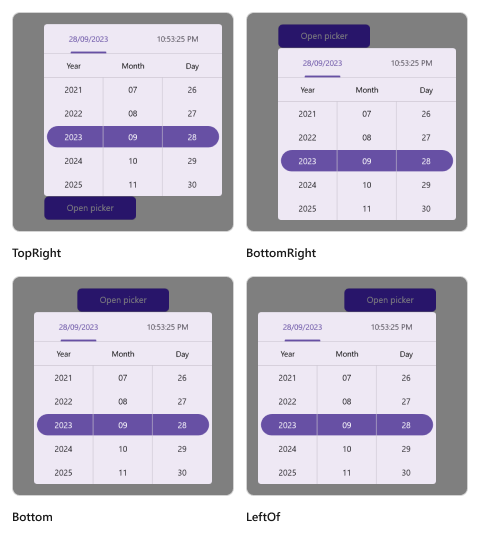 28/09/2023 10:53:25 PM
Year Month Day
2021 07 26
2022 08 27
2023 09 28
2024 10 29
2025 11 30
Open picker
TopRight
Open picker
28/09/2023 10:53:25 PM
Year Month Day
2021 07 26
2022 08 27
2023 09 28
2024 10 29
2025 11 30
BottomRight
Open picker
28/09/2023 10:53:25 PM
Year Month Day
2021 07 26
2022 08 27
2023 09 28
2024 10 29
2025 11 30
Bottom
Open picker
28/09/2023 10:53:25 PM
Year Month Day
2021 07 26
2022 08 27
2023 09 28
2024 10 29
2025 11 30
LeftOf